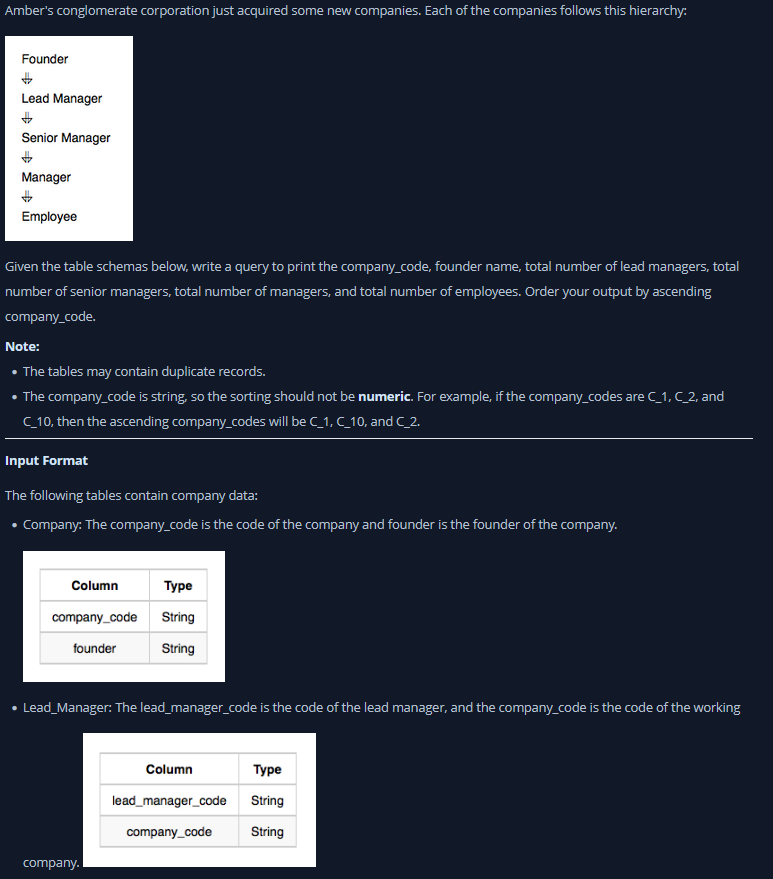 Amber's conglomerate corporation just acquired some new companies. Each of the companies follows this hierarchy:
Founder
Lead Manager
Senior Manager
Manager
Employee
Given the table schemas below, write a query to print the company_code, founder name, total number of lead managers, total
number of senior managers, total number of managers, and total number of employees. Order your output by ascending
company_code.
Note:
• The tables may contain duplicate records.
• The company_code is string, so the sorting should not be numeric. For example, if the company_codes are C_1, C_2, and
C_10, then the ascending company_codes will be C_1, C_10, and C_2.
Input Format
The following tables contain company data:
• Company: The company_code is the code of the company and founder is the founder of the company.
Column Type
company_code String
founder String
• Lead_Manager: The lead_manager_code is the code of the lead manager, and the company_code is the code of the working
Column Type
lead_manager_code String
company_code String
company.